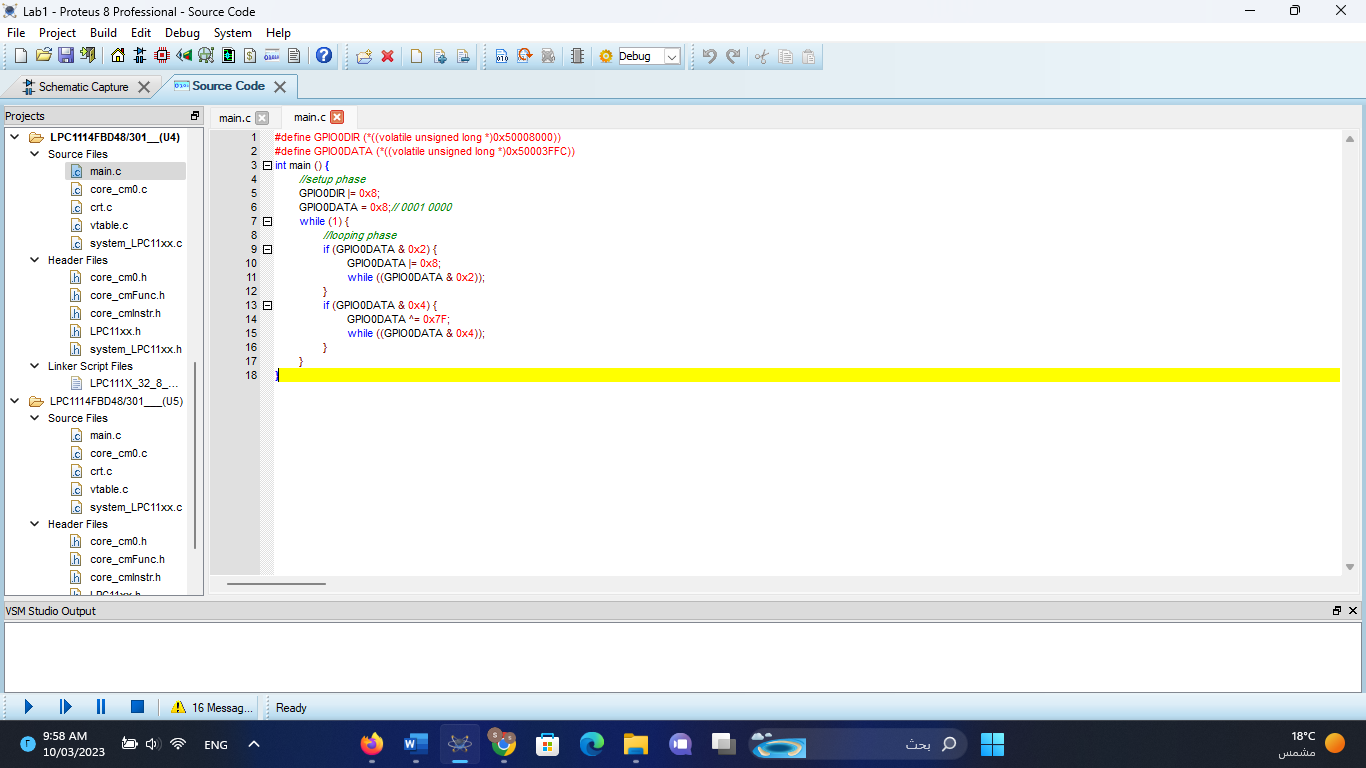 Lab1 - Proteus 8 Professional - Source Code
File Project Build Edit Debug System Help
Debug
Schematic Capture
Source Code
Projects
LPC1114FBD48/301__(U4)
Source Files
main.c
core_cm0.c
crt.c
vtable.c
system_LPC11xx.c
Header Files
core_cm0.h
core_cmFunc.h
core_cmInstr.h
LPC11xx.h
system_LPC11xx.h
Linker Script Files
LPC111X_32_8_...
LPC1114FBD48/301___(U5)
Source Files
main.c
core_cm0.c
crt.c
vtable.c
system_LPC11xx.c
Header Files
core_cm0.h
core_cmFunc.h
core_cmInstr.h
LPC11xx.h
main.c main.c
1 #define GPIO0DIR (*((volatile unsigned long *)0x50008000))
2 #define GPIO0DATA (*((volatile unsigned long *)0x50003FFC))
3 int main () {
4 //setup phase
5 GPIO0DIR |= 0x8;
6 GPIO0DATA = 0x8;// 0001 0000
7 while (1) {
8 //looping phase
9 if (GPIO0DATA & 0x2) {
10 GPIO0DATA |= 0x8;
11 while ((GPIO0DATA & 0x2));
12 }
13 if (GPIO0DATA & 0x4) {
14 GPIO0DATA ^= 0x7F;
15 while ((GPIO0DATA & 0x4));
16 }
17 }
18 }
VSM Studio Output
16 Messag... Ready
9:58 AM
10/03/2023
ENG
بحث
18°C
مشمس